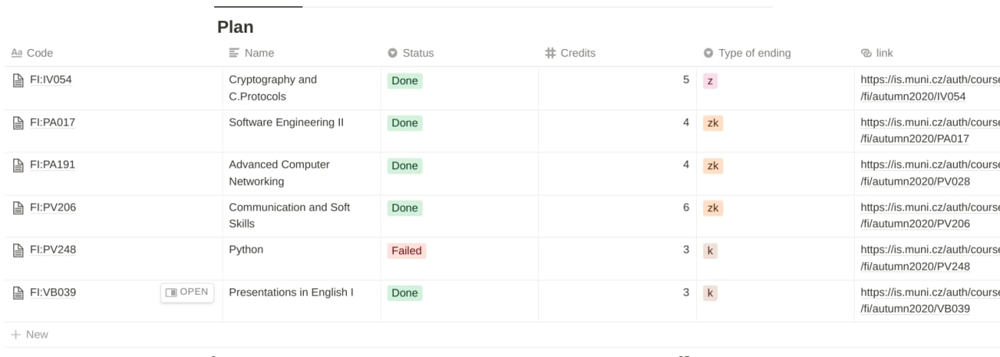 Plan
Aa Code Name Status Credits Type of ending link
FI:IV054 Cryptography and Done 5 z https://is.muni.cz/auth/course
C.Protocols /fi/autumn2020/IV054
FI:PA017 Software Engineering II Done 4 zk https://is.muni.cz/auth/course
/fi/autumn2020/PA017
FI:PA191 Advanced Computer Done 4 zk https://is.muni.cz/auth/course
Networking /fi/autumn2020/PV028
FI:PV206 Communication and Soft Done 6 zk https://is.muni.cz/auth/course
Skills /fi/autumn2020/PV206
FI:PV248 Python Failed 3 k https://is.muni.cz/auth/course
/fi/autumn2020/PV248
FI:VB039 OPEN Presentations in English I Done 3 k https://is.muni.cz/auth/course
/fi/autumn2020/VB039
+ New